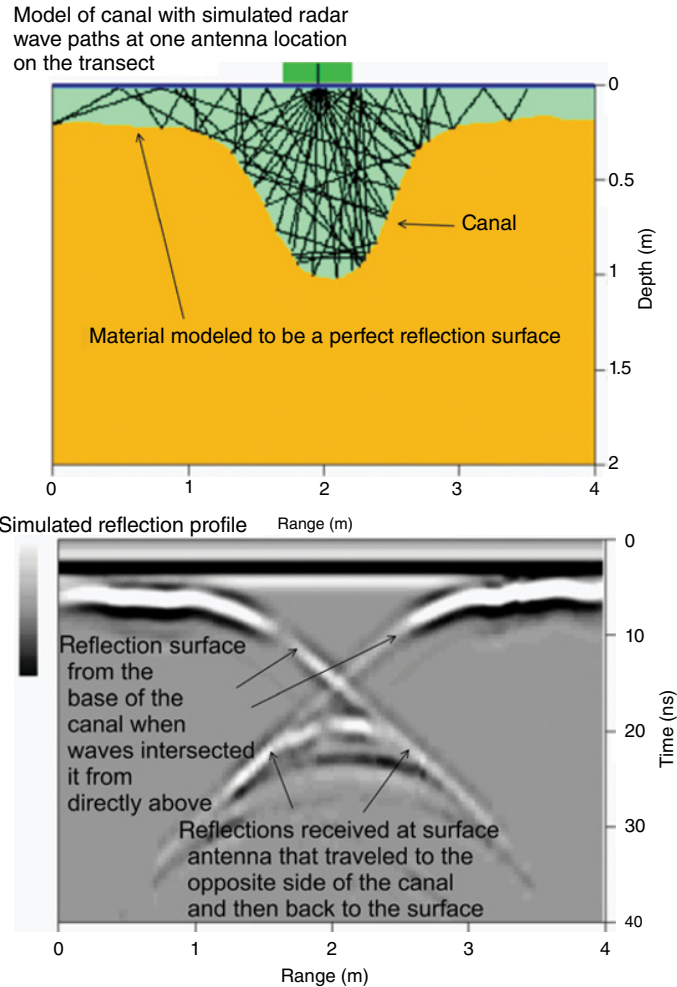 Model of canal with simulated radar
wave paths at one antenna location
on the transect
0
0.5
Canal
1
Depth (m)
Material modeled to be a perfect reflection surface
1.5
2
0 1 2 3 4
Simulated reflection profile Range (m)
0
Reflection surface
from the
base of the
canal when
waves intersected
it from
directly above
10
Time (ns)
20
Reflections received at surface
antenna that traveled to the
opposite side of the canal
and then back to the surface
30
40
0 1 2 3 4
Range (m)